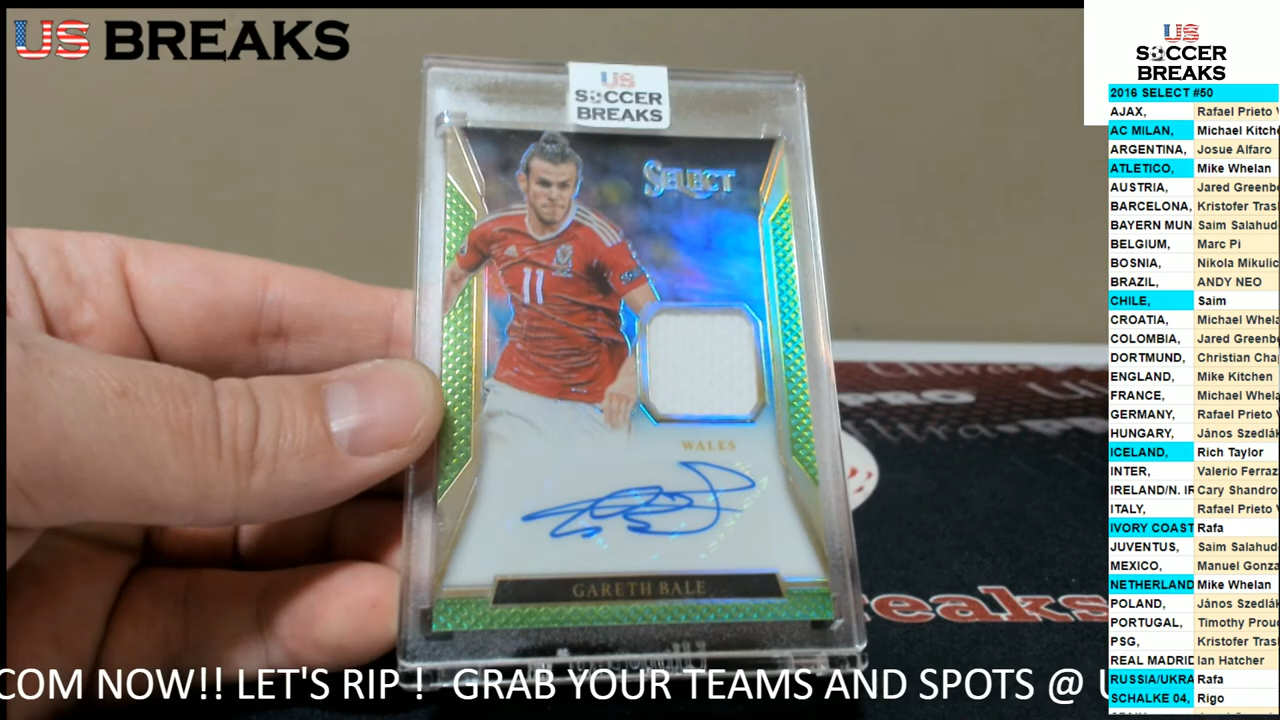 US BREAKS
US
SOCCER
BREAKS
SELECT
11
WALES
GARETH BALE
COM NOW!! LET'S RIP ! GRAB YOUR TEAMS AND SPOTS @ U
US
SOCCER
BREAKS
2016 SELECT #50
AJAX, Rafael Prieto V
AC MILAN, Michael Kitche
ARGENTINA, Josue Alfaro
ATLETICO, Mike Whelan
AUSTRIA, Jared Greenbe
BARCELONA, Kristofer Tras
BAYERN MUN Saim Salahud
BELGIUM, Marc Pi
BOSNIA, Nikola Mikulic
BRAZIL, ANDY NEO
CHILE, Saim
CROATIA, Michael Whela
COLOMBIA, Jared Greenbe
DORTMUND, Christian Cha
ENGLAND, Mike Kitchen
FRANCE, Michael Whela
GERMANY, Rafael Prieto V
HUNGARY, János Szedlák
ICELAND, Rich Taylor
INTER, Valerio Ferraz
IRELAND/N. IR Cary Shandro
ITALY, Rafael Prieto V
IVORY COAST Rafa
JUVENTUS, Saim Salahud
MEXICO, Manuel Gonza
NETHERLAND Mike Whelan
POLAND, János Szedlák
PORTUGAL, Timothy Prou
PSG, Kristofer Tras
REAL MADRID Ian Hatcher
RUSSIA/UKRA Rafa
SCHALKE 04, Rigo
eaks
PRO